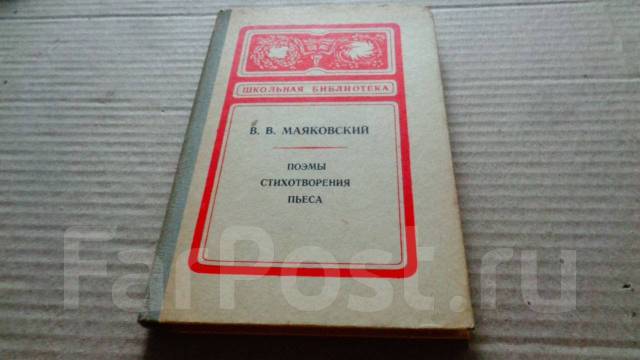 ШКОЛЬНАЯ БИБЛИОТЕКА
В. В. МАЯКОВСКИЙ
ПОЭМЫ
СТИХОТВОРЕНИЯ
ПЬЕСА
FarPost.ru